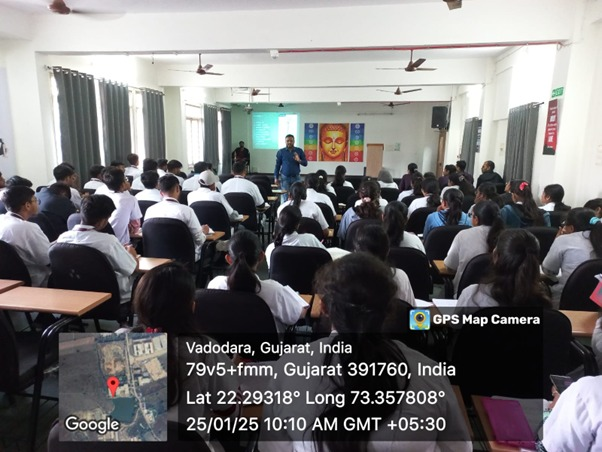 GPS Map Camera
Vadodara, Gujarat, India
79v5+fmm, Gujarat 391760, India
Lat 22.29318° Long 73.357808°
25/01/25 10:10 AM GMT +05:30
Google